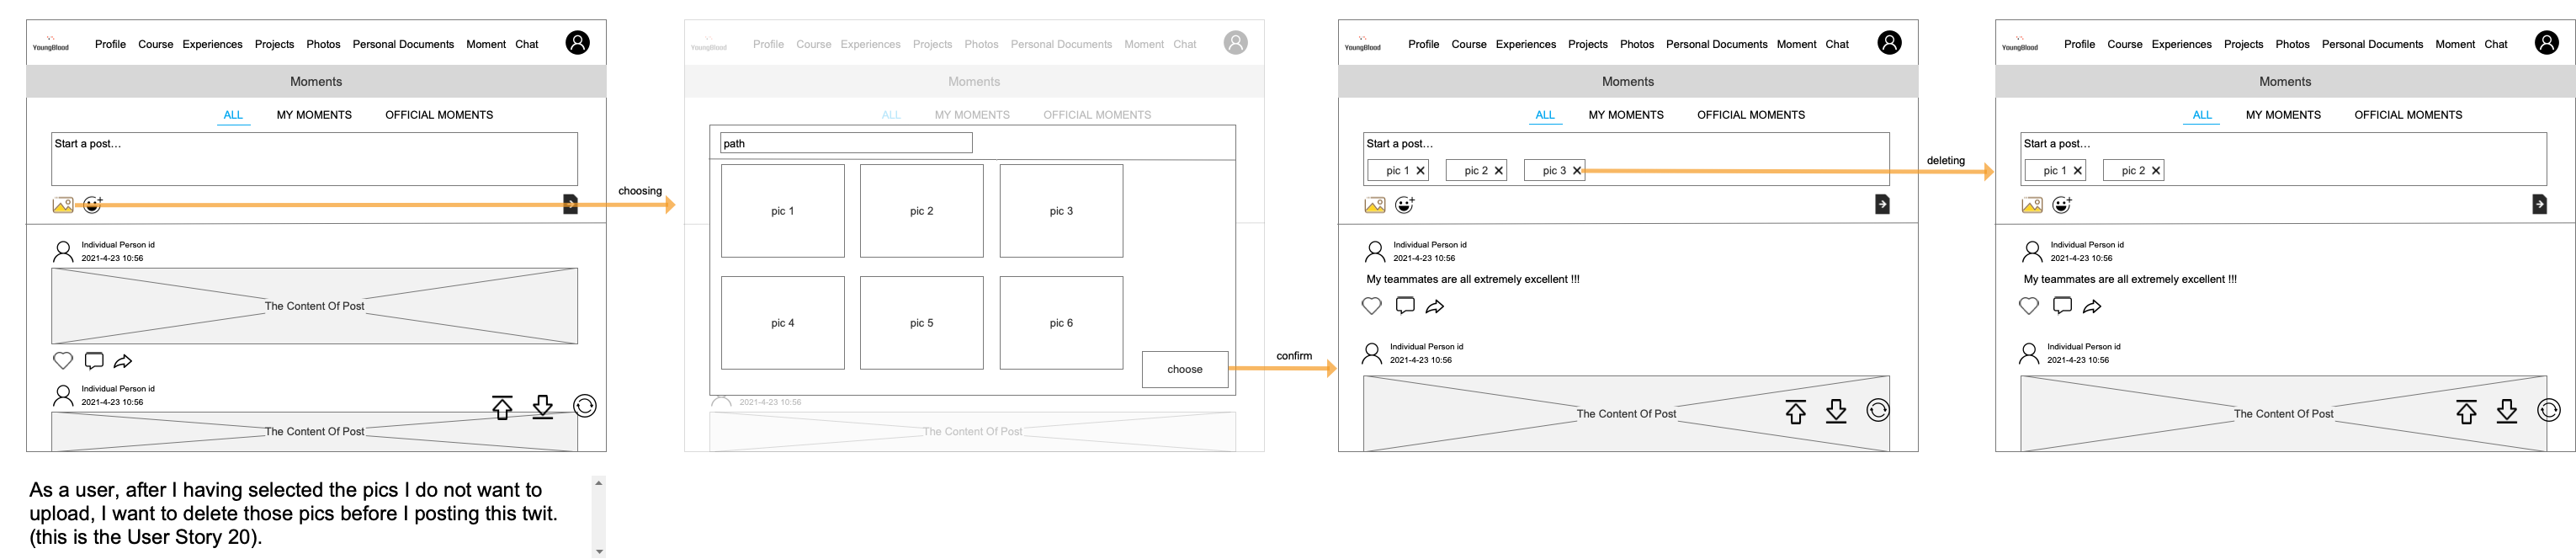 YoungBlood Profile Course Experiences Projects Photos Personal Documents Moment Chat
Moments
ALL MY MOMENTS OFFICIAL MOMENTS
Start a post...
choosing
Individual Person id
2021-4-23 10:56
The Content Of Post
Individual Person id
2021-4-23 10:56
The Content Of Post
YoungBlood Profile Course Experiences Projects Photos Personal Documents Moment Chat
Moments
ALL MY MOMENTS OFFICIAL MOMENTS
path
pic 1 pic 2 pic 3
pic 4 pic 5 pic 6
choose
confirm
2021-4-23 10:56
The Content Of Post
YoungBlood Profile Course Experiences Projects Photos Personal Documents Moment Chat
Moments
ALL MY MOMENTS OFFICIAL MOMENTS
Start a post...
pic 1 pic 2 pic 3
deleting
Individual Person id
2021-4-23 10:56
My teammates are all extremely excellent !!!
Individual Person id
2021-4-23 10:56
The Content Of Post
YoungBlood Profile Course Experiences Projects Photos Personal Documents Moment Chat
Moments
ALL MY MOMENTS OFFICIAL MOMENTS
Start a post...
pic 1 pic 2
Individual Person id
2021-4-23 10:56
My teammates are all extremely excellent !!!
Individual Person id
2021-4-23 10:56
The Content Of Post
As a user, after I having selected the pics I do not want to
upload, I want to delete those pics before I posting this twit.
(this is the User Story 20).